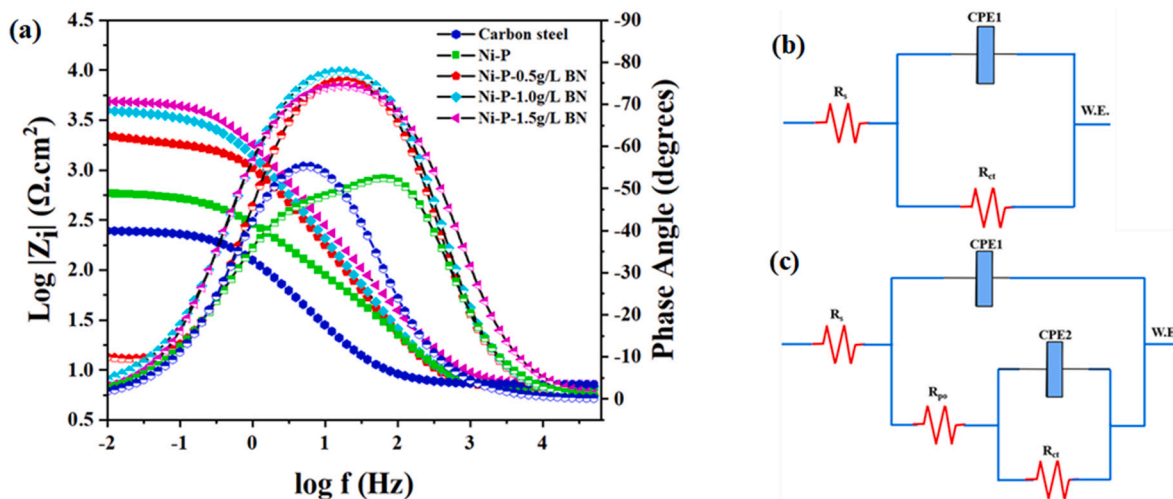 (a)
Log |Zi| (Ω.cm2)
4.5
4.0
3.5
3.0
2.5
2.0
1.5
1.0
0.5
-2
-1
0
1
2
3
4
log f (Hz)
-90
-80
-70
-60
-50
-40
-30
-20
-10
0
Phase Angle (degrees)
Carbon steel
Ni-P
Ni-P-0.5g/L BN
Ni-P-1.0g/L BN
Ni-P-1.5g/L BN
(b)
CPE1
Rs
W.E.
Rct
(c)
CPE1
Rs
W.E
CPE2
Rpo
Rct